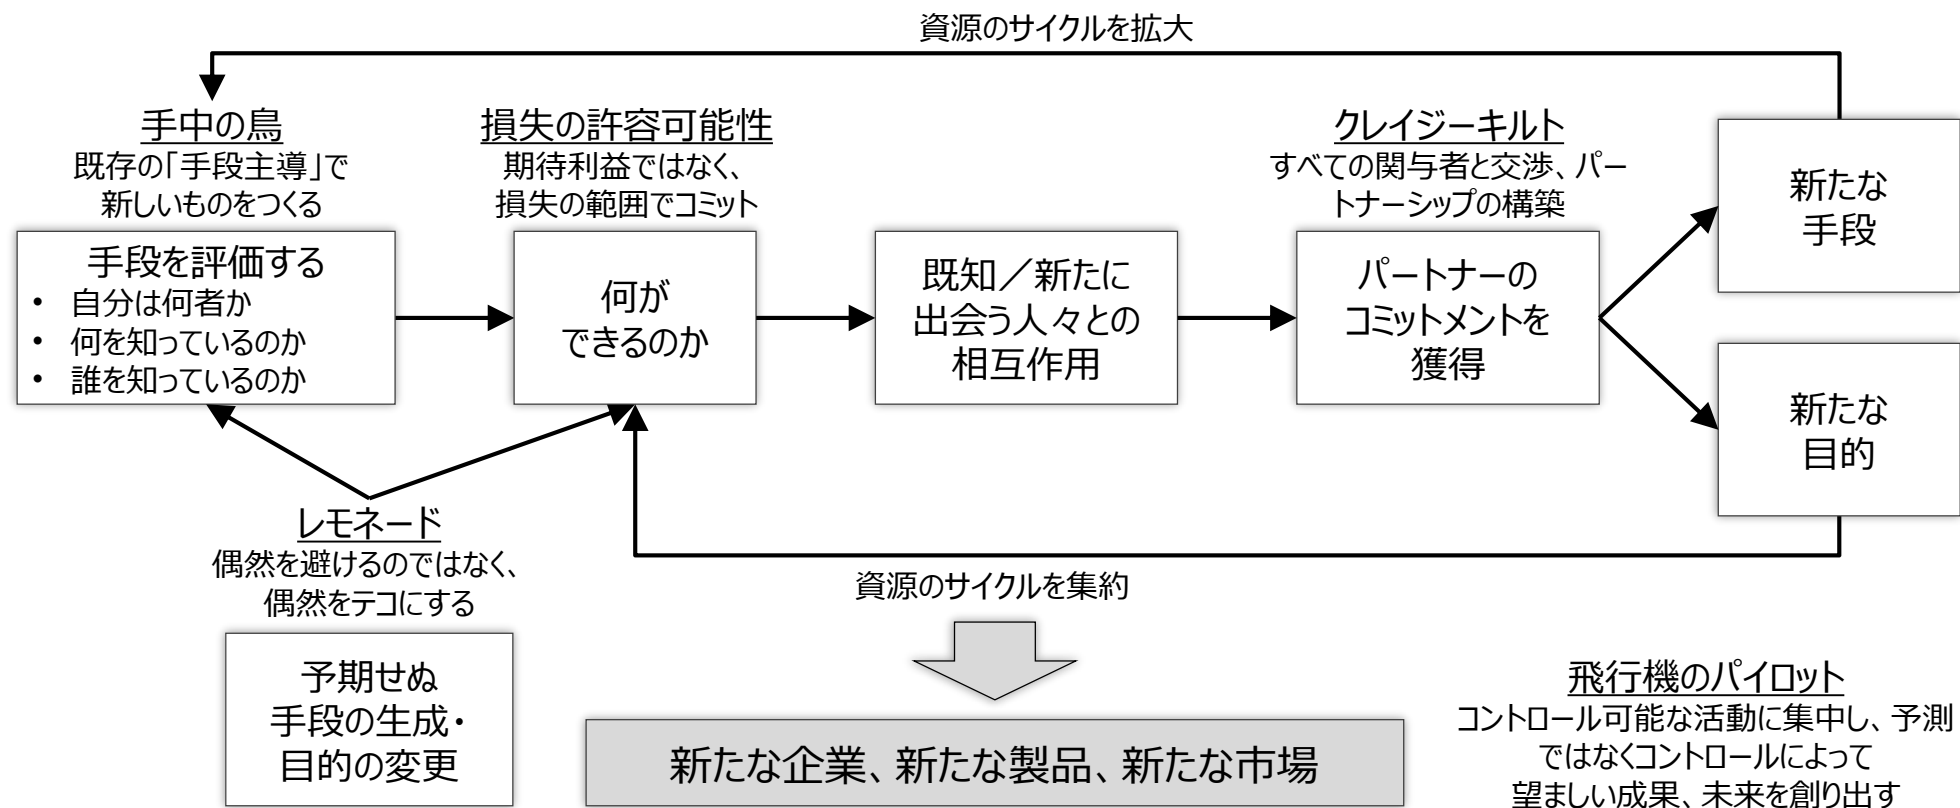 資源のサイクルを拡大
手中の鳥
既存の「手段主導」で
新しいものをつくる
手段を評価する
• 自分は何者か
• 何を知っているのか
• 誰を知っているのか
損失の許容可能性
期待利益ではなく、
損失の範囲でコミット
何が
できるのか
既知／新たに
出会う人々との
相互作用
クレイジーキルト
すべての関与者と交渉、パー
トナーシップの構築
パートナーの
コミットメントを
獲得
新たな
手段
新たな
目的
レモネード
偶然を避けるのではなく、
偶然をテコにする
予期せぬ
手段の生成・
目的の変更
資源のサイクルを集約
新たな企業、新たな製品、新たな市場
飛行機のパイロット
コントロール可能な活動に集中し、予測
ではなくコントロールによって
望ましい成果、未来を創り出す